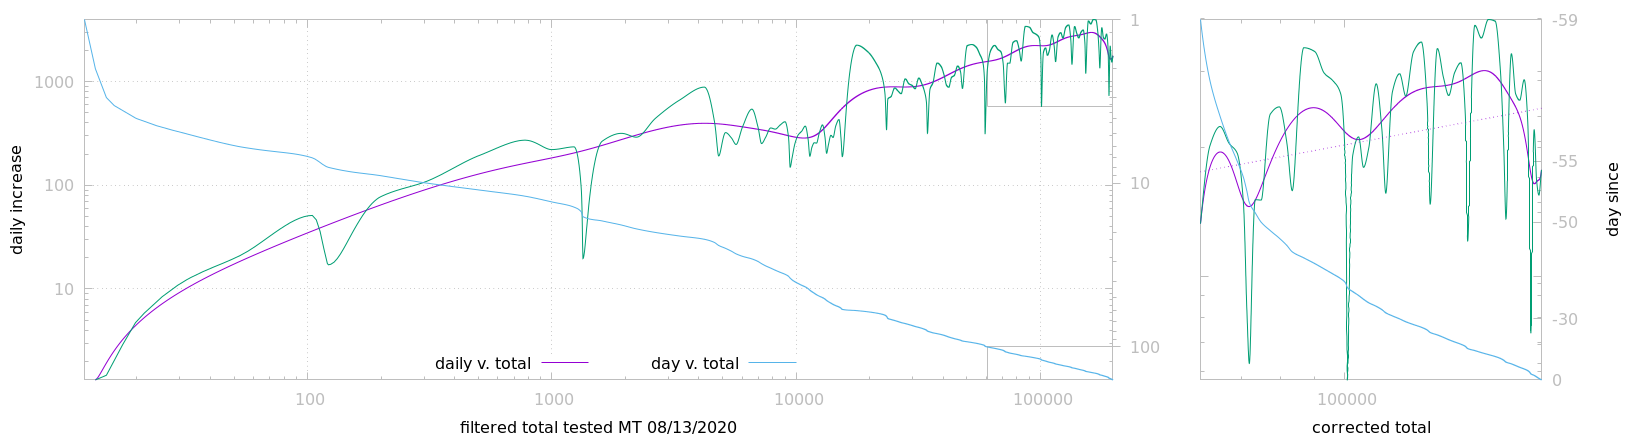 1000
100
10
daily increase
daily v. total
day v. total
100
1000
10000
100000
filtered total tested MT 08/13/2020
1
10
100
100000
corrected total
-59
-55
-50
-30
0
day since